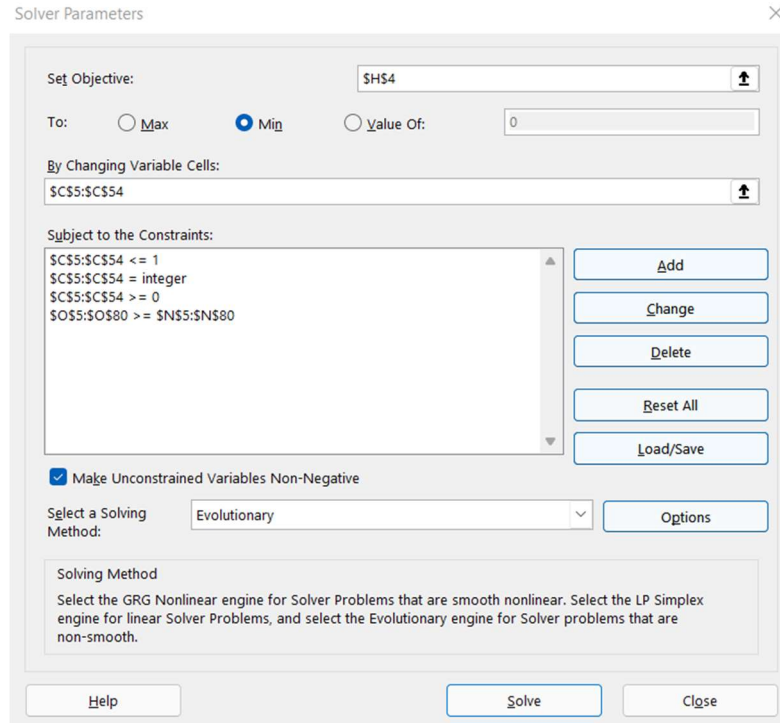 Solver Parameters
Set Objective:
$H$4
To:
Max
Min
Value Of:
0
By Changing Variable Cells:
$C$5:$C$54
Subject to the Constraints:
$C$5:$C$54 <= 1
$C$5:$C$54 = integer
$C$5:$C$54 >= 0
$O$5:$O$80 >= $N$5:$N$80
Add
Change
Delete
Reset All
Load/Save
Make Unconstrained Variables Non-Negative
Select a Solving
Method:
Evolutionary
Options
Solving Method
Select the GRG Nonlinear engine for Solver Problems that are smooth nonlinear. Select the LP Simplex
engine for linear Solver Problems, and select the Evolutionary engine for Solver problems that are
non-smooth.
Help
Solve
Close